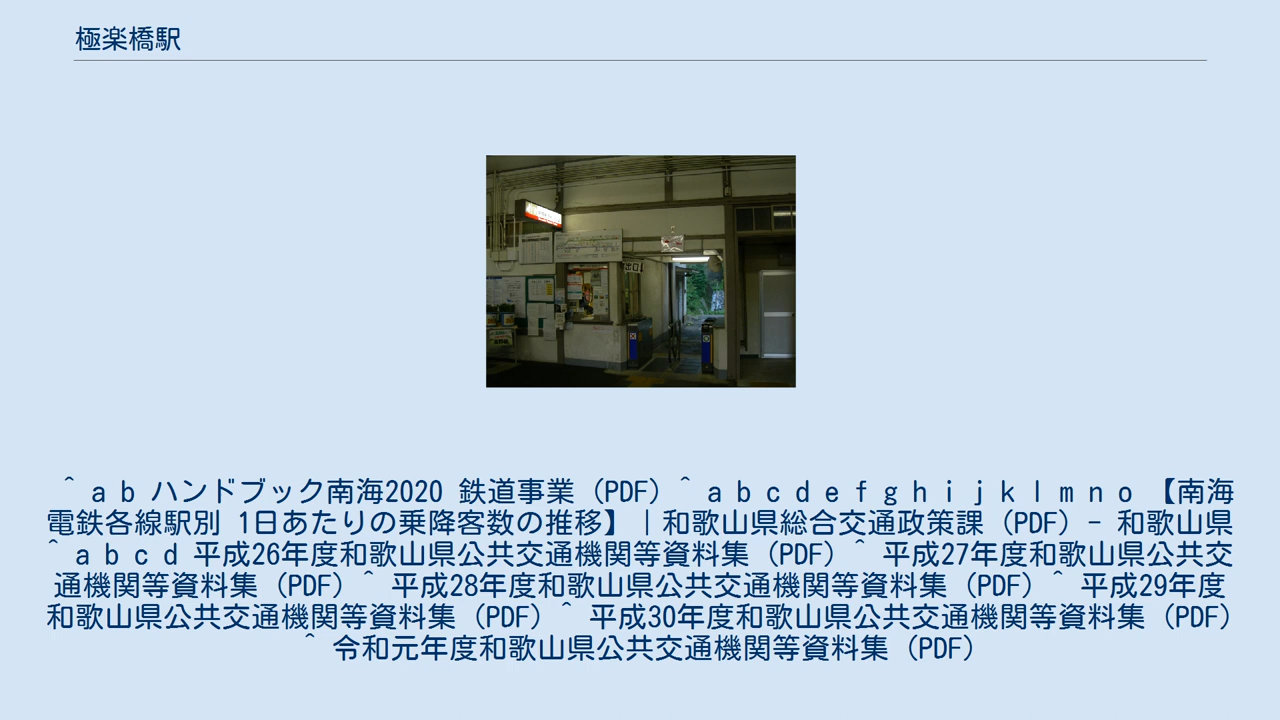 極楽橋駅
出口
^ a b ハンドブック南海2020 鉄道事業 (PDF) ^ a b c d e f g h i j k l m n o 【南海
電鉄各線駅別 1日あたりの乗降客数の推移】 | 和歌山県総合交通政策課 (PDF) - 和歌山県
^ a b c d 平成26年度和歌山県公共交通機関等資料集 (PDF) ^ 平成27年度和歌山県公共交
通機関等資料集 (PDF) ^ 平成28年度和歌山県公共交通機関等資料集 (PDF) ^ 平成29年度
和歌山県公共交通機関等資料集 (PDF) ^ 平成30年度和歌山県公共交通機関等資料集 (PDF)
^ 令和元年度和歌山県公共交通機関等資料集 (PDF)